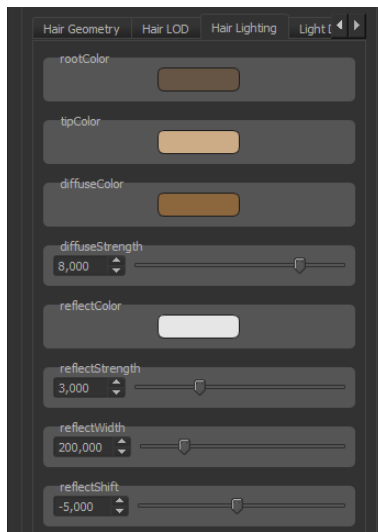 Hair Geometry Hair LOD Hair Lighting Light
rootColor
tipColor
diffuseColor
diffuseStrength
8,000
reflectColor
reflectStrength
3,000
reflectWidth
200,000
reflectShift
-5,000